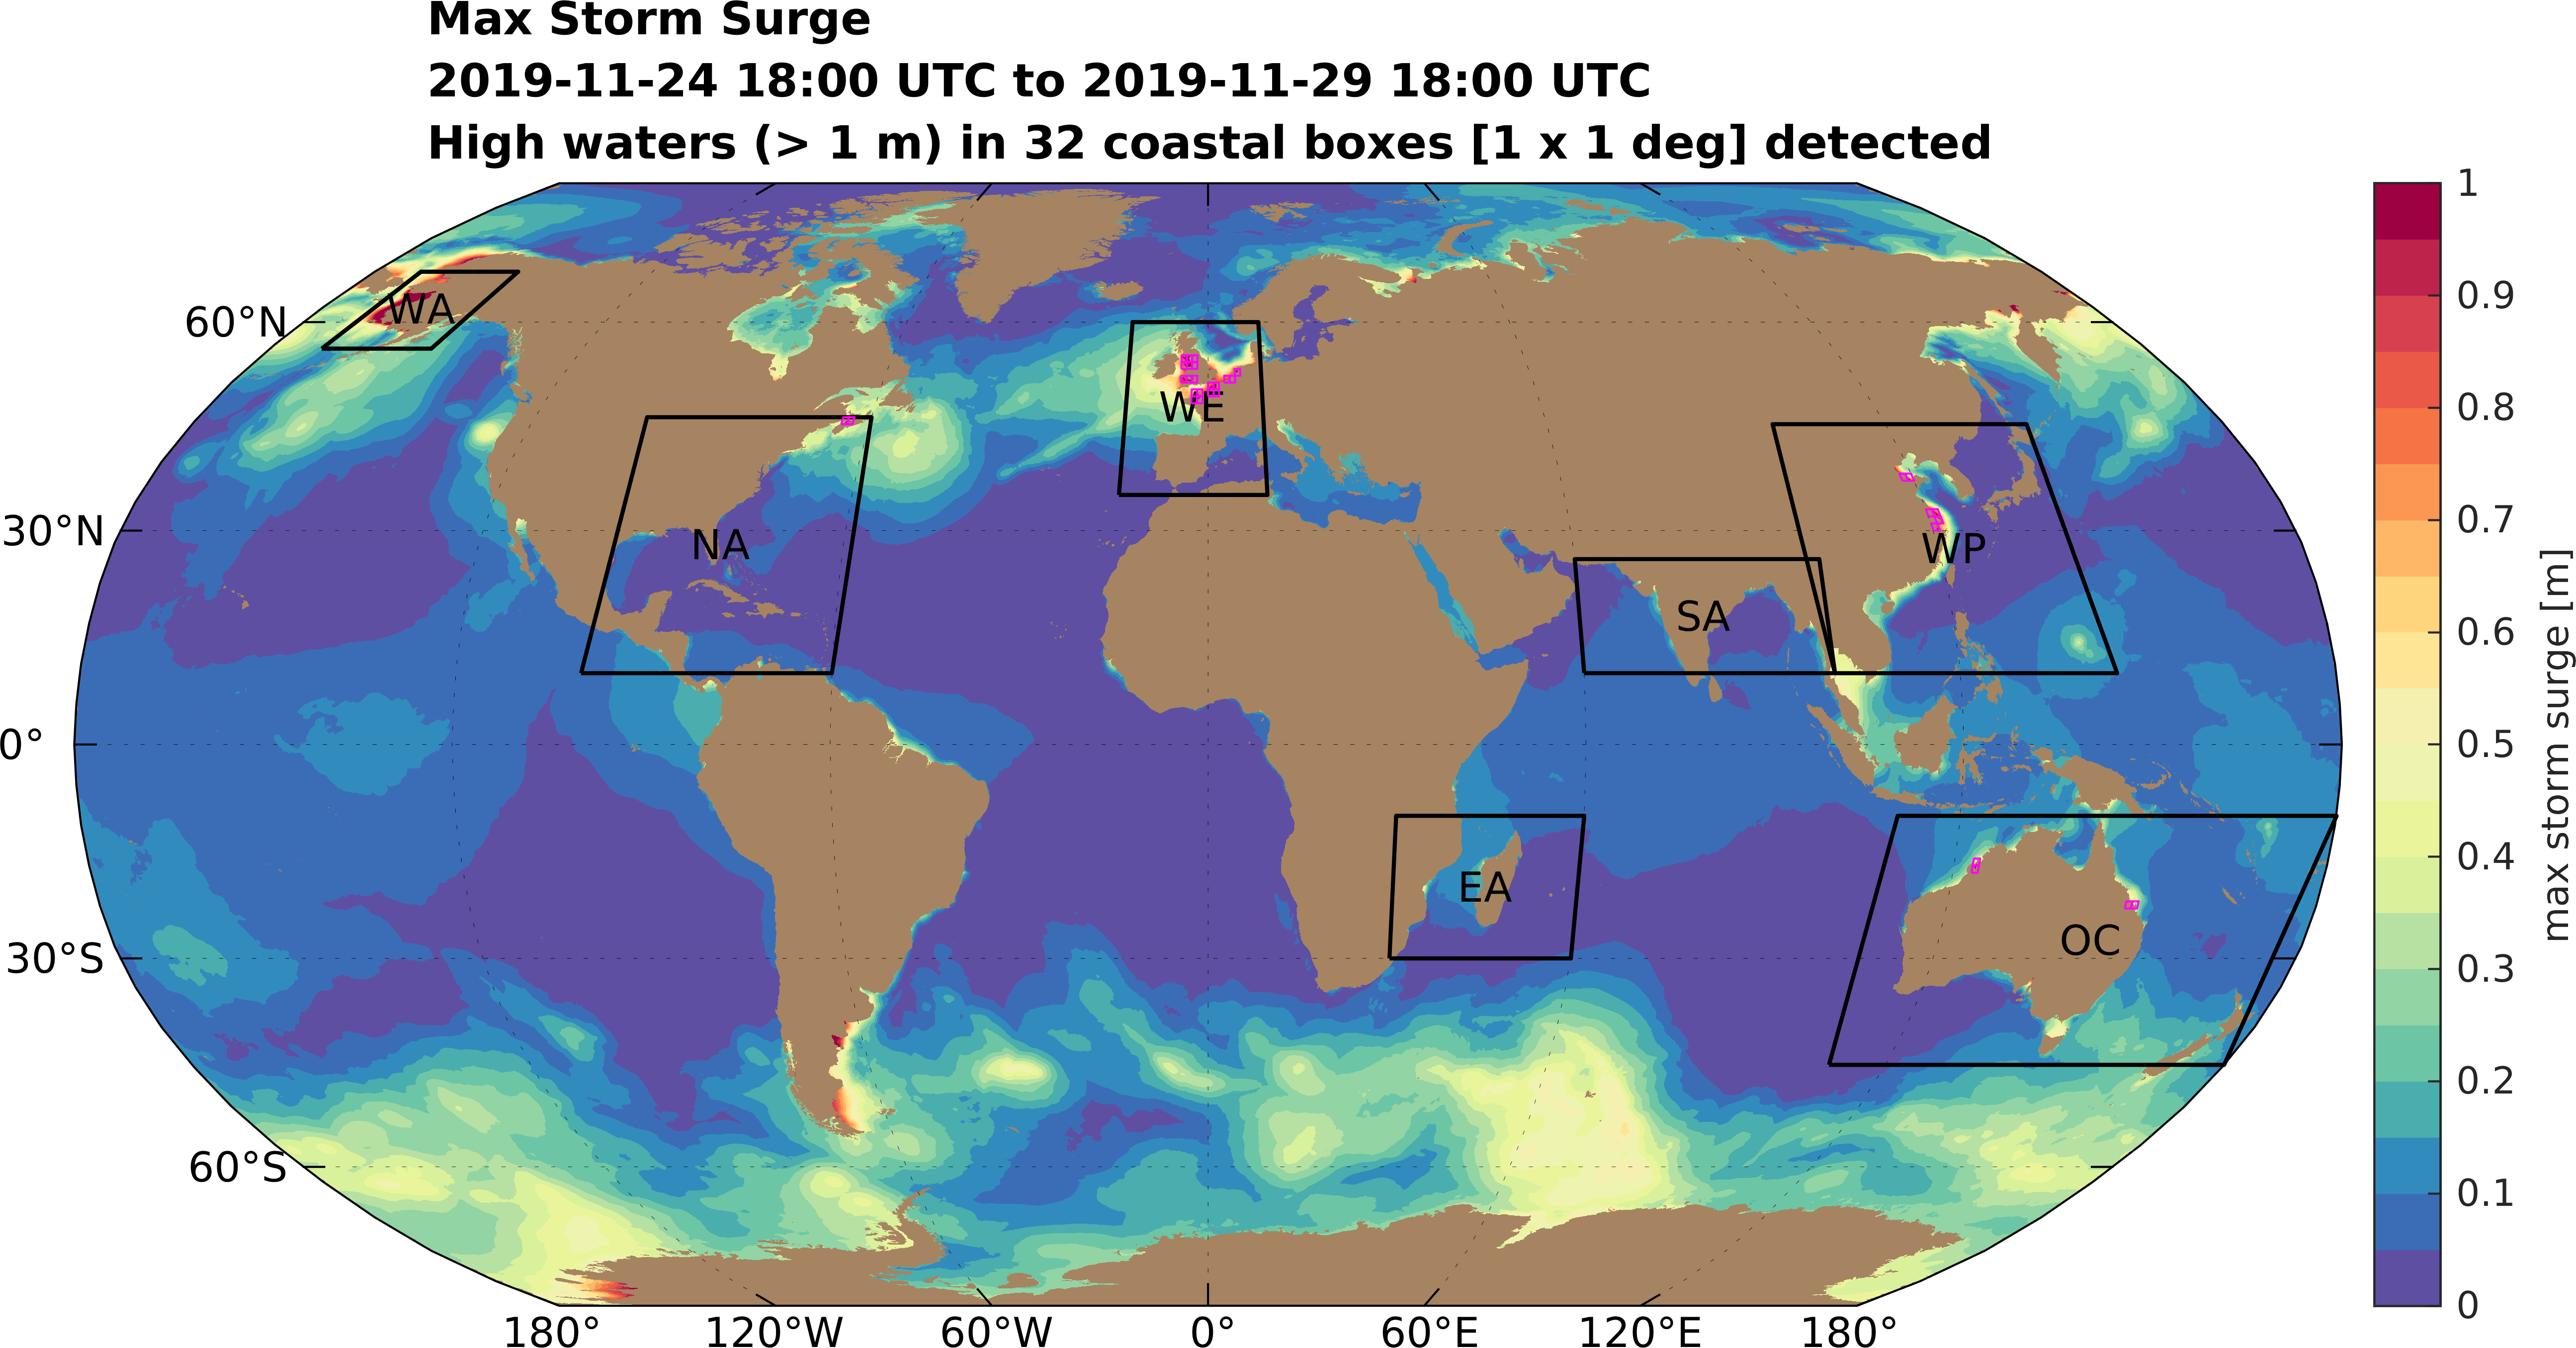 Max Storm Surge
2019-11-24 18:00 UTC to 2019-11-29 18:00 UTC
High waters (> 1 m) in 32 coastal boxes [1 x 1 deg] detected
60°N
30°N
0°
30°S
60°S
180°
120°W
60°W
0°
60°E
120°E
180°
WA
WE
NA
WP
SA
EA
OC
1
0.9
0.8
0.7
0.6
0.5
0.4
0.3
0.2
0.1
0
max storm surge [m]